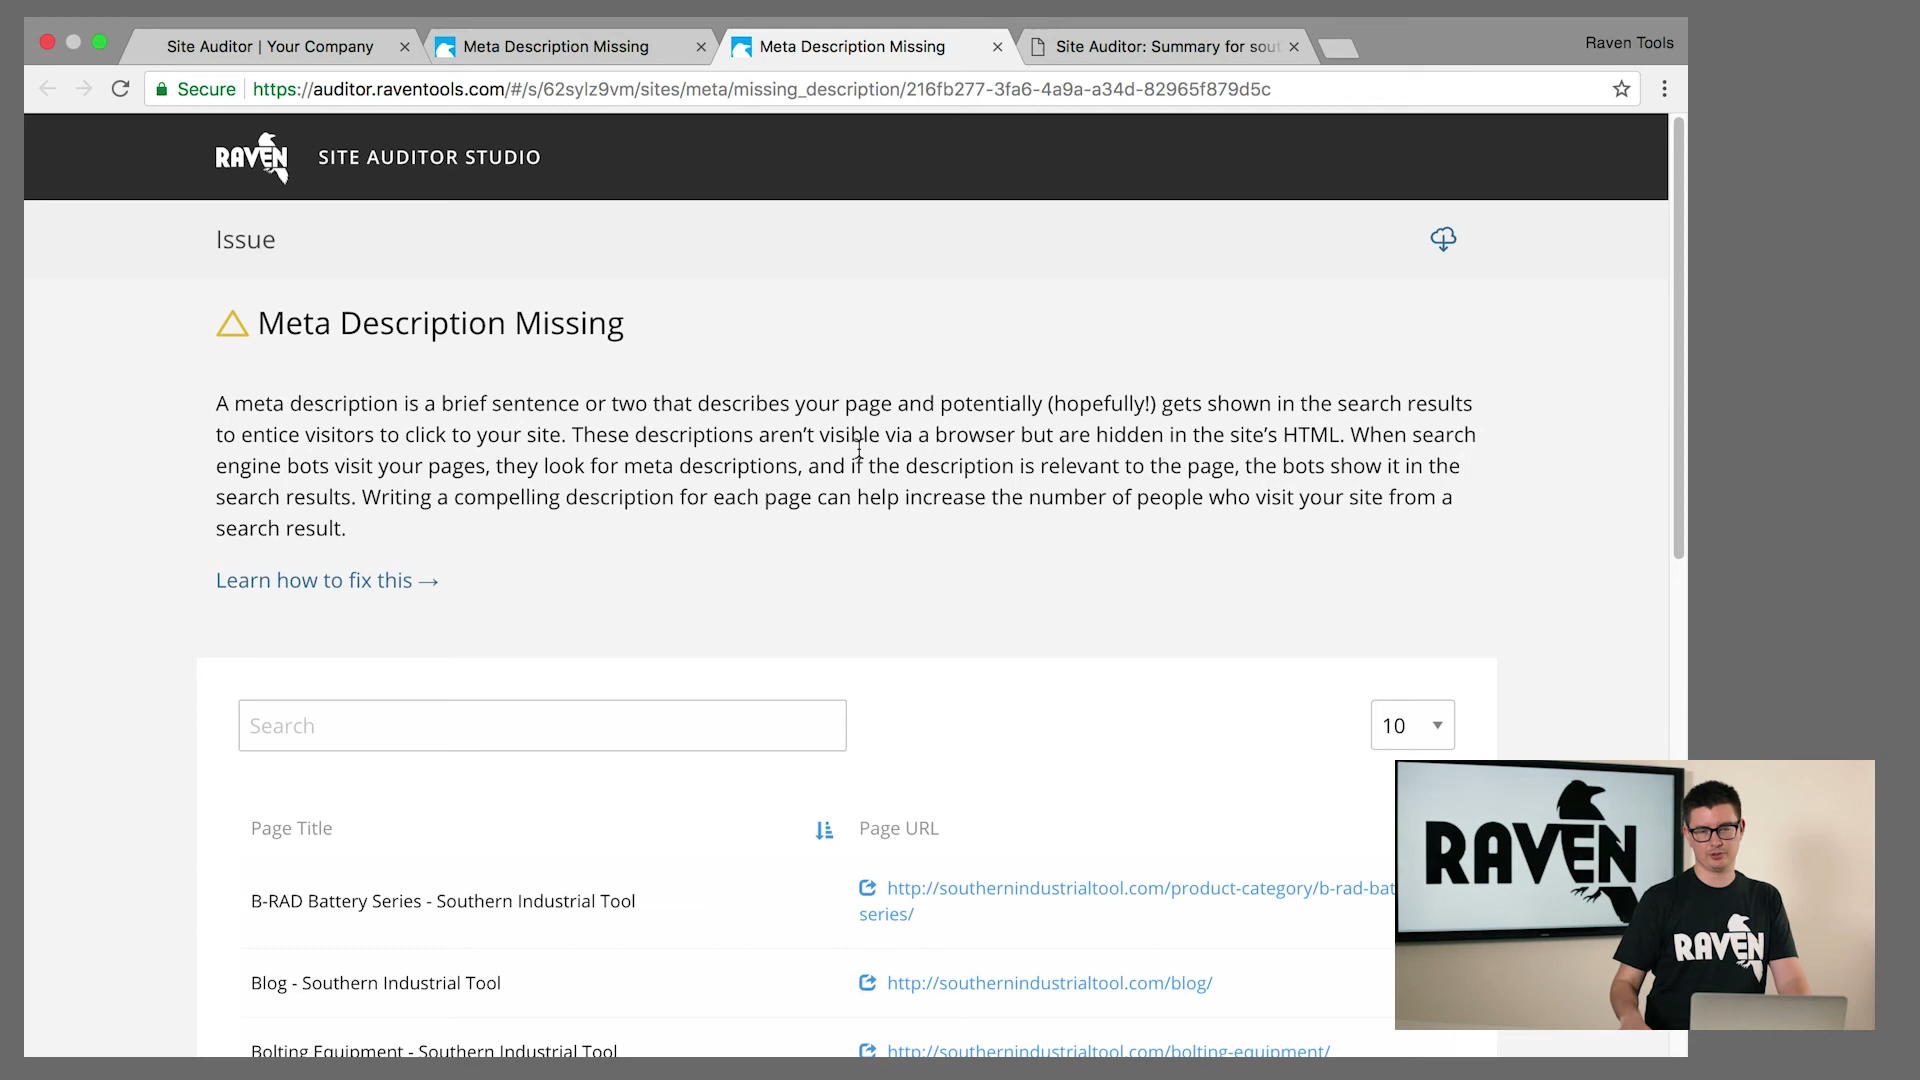 Site Auditor | Your Company
Meta Description Missing
Meta Description Missing
Site Auditor: Summary for sout
Raven Tools
Secure
https://auditor.raventools.com/#/s/62sylz9vm/sites/meta/missing_description/216fb277-3fa6-4a9a-a34d-82965f879d5c
RAVEN
SITE AUDITOR STUDIO
Issue
Meta Description Missing
A meta description is a brief sentence or two that describes your page and potentially (hopefully!) gets shown in the search results
to entice visitors to click to your site. These descriptions aren't visible via a browser but are hidden in the site's HTML. When search
engine bots visit your pages, they look for meta descriptions, and if the description is relevant to the page, the bots show it in the
search results. Writing a compelling description for each page can help increase the number of people who visit your site from a
search result.
Learn how to fix this →
Search
10
Page Title
Page URL
B-RAD Battery Series - Southern Industrial Tool
http://southernindustrialtool.com/product-category/b-rad-bat
series/
Blog - Southern Industrial Tool
http://southernindustrialtool.com/blog/
Bolting Equipment - Southern Industrial Tool
http://southernindustrialtool.com/bolting-equipment/
RAVEN
RAVEN